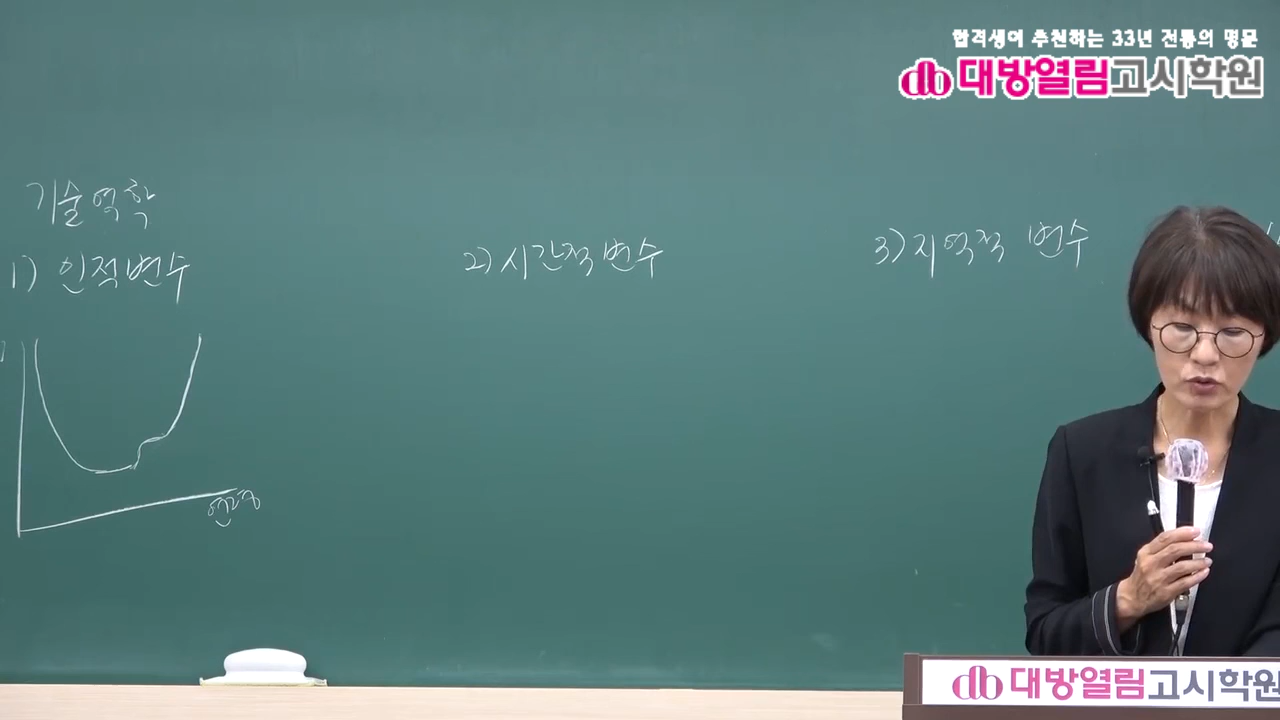 합격생이 추천하는 33년 전통의 명문
대방열림고시학원
기술역학
1) 인적변수
2) 시간적 변수
3) 지역적 변수
연령
대방열림고시학원